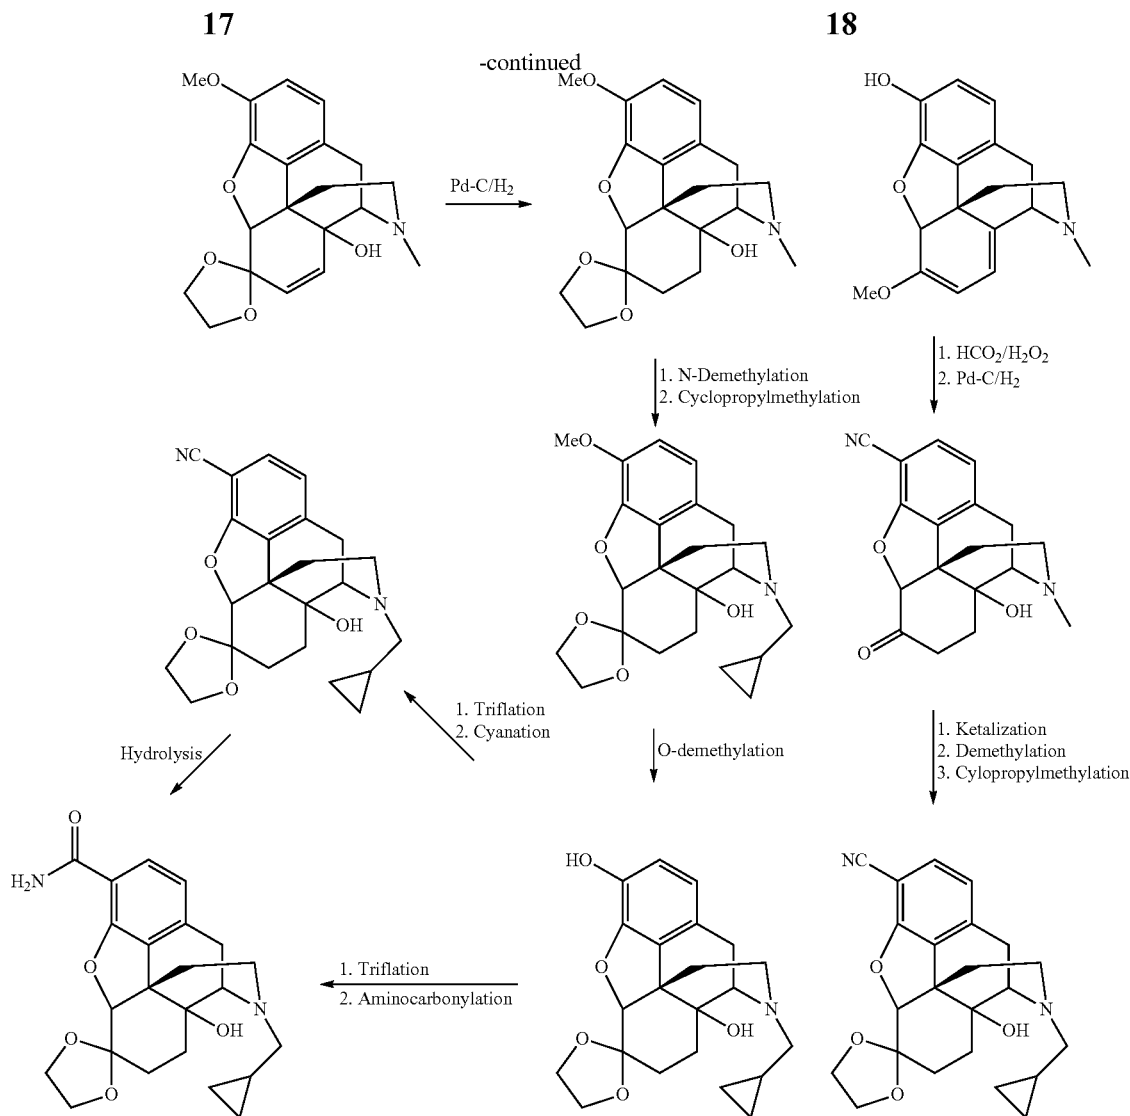 17 18
-continued
MeO
O
O
O
OH
N
Pd-C/H2
MeO
O
O
O
OH
N
HO
O
MeO
N
1. N-Demethylation
2. Cyclopropylmethylation
1. HCO2/H2O2
2. Pd-C/H2
NC
O
O
O
OH
N
MeO
O
O
O
OH
N
NC
O
O
OH
N
1. Triflation
2. Cyanation
Hydrolysis
O-demethylation
1. Ketalization
2. Demethylation
3. Cylopropylmethylation
O
H2N
O
O
O
OH
N
1. Triflation
2. Aminocarbonylation
HO
O
O
O
OH
N
NC
O
O
O
OH
N